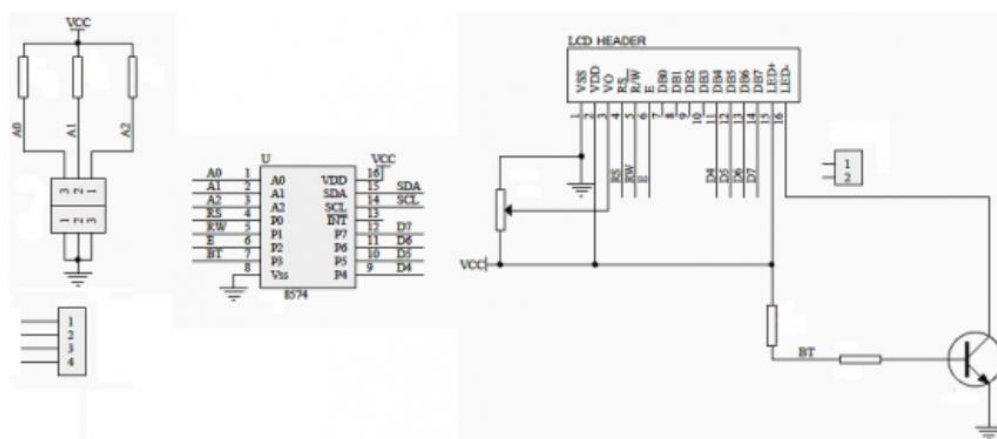 VCC
A0
A1
A2
3 2 1
1 2 3
1
2
3
4
U
VCC
A0 1 A0 VDD 16
A1 2 A1 SDA 15 SDA
A2 3 A2 SCL 14 SCL
RS 4 P0 INT 13
RW 5 P1 P7 12 D7
E 6 P2 P6 11 D6
BT 7 P3 P5 10 D5
8 Vss P4 9 D4
8574
LCD HEADER
VSS VDD VO RS R/W E DB0 DB1 DB2 DB3 DB4 DB5 DB6 DB7 LED+ LED-
1 2 3 4 5 6 7 8 9 10 11 12 13 14 15 16
RS RW E D4 D5 D6 D7
1
2
VCC
BT